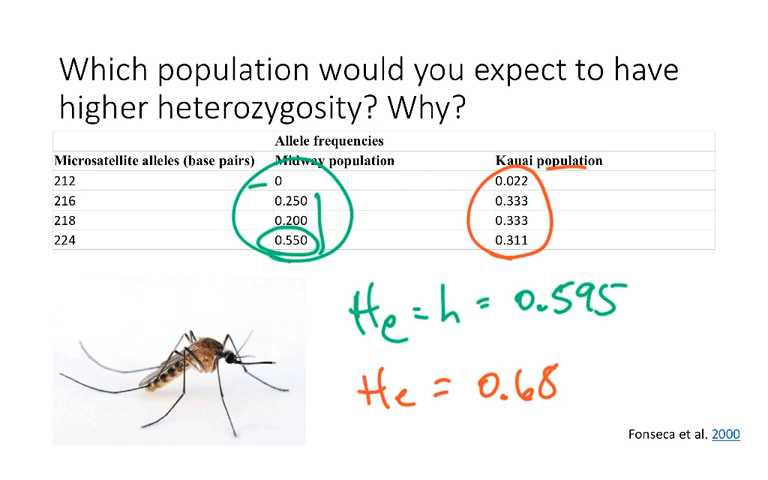 Which population would you expect to have
higher heterozygosity? Why?
Allele frequencies
Microsatellite alleles (base pairs) Midway population Kauai population
212 0 0.022
216 0.250 0.333
218 0.200 0.333
224 0.550 0.311
He = h = 0.595
He = 0.68
Fonseca et al. 2000